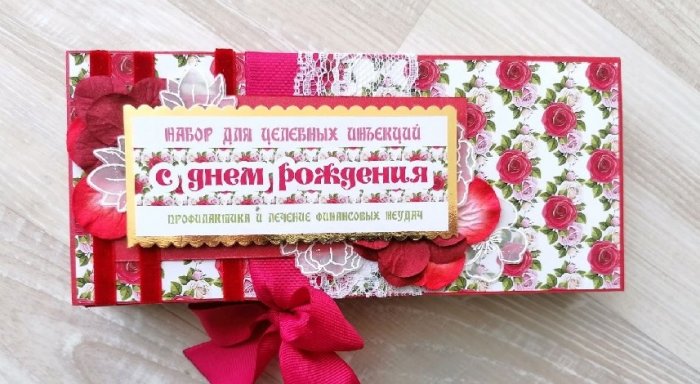 НАБОР ДЛЯ ЦЕЛЕБНЫХ ИНЪЕКЦИЙ
С ДНЕМ РОЖДЕНИЯ
ПРОФИЛАКТИКА И ЛЕЧЕНИЕ ФИНАНСОВЫХ НЕУДАЧ